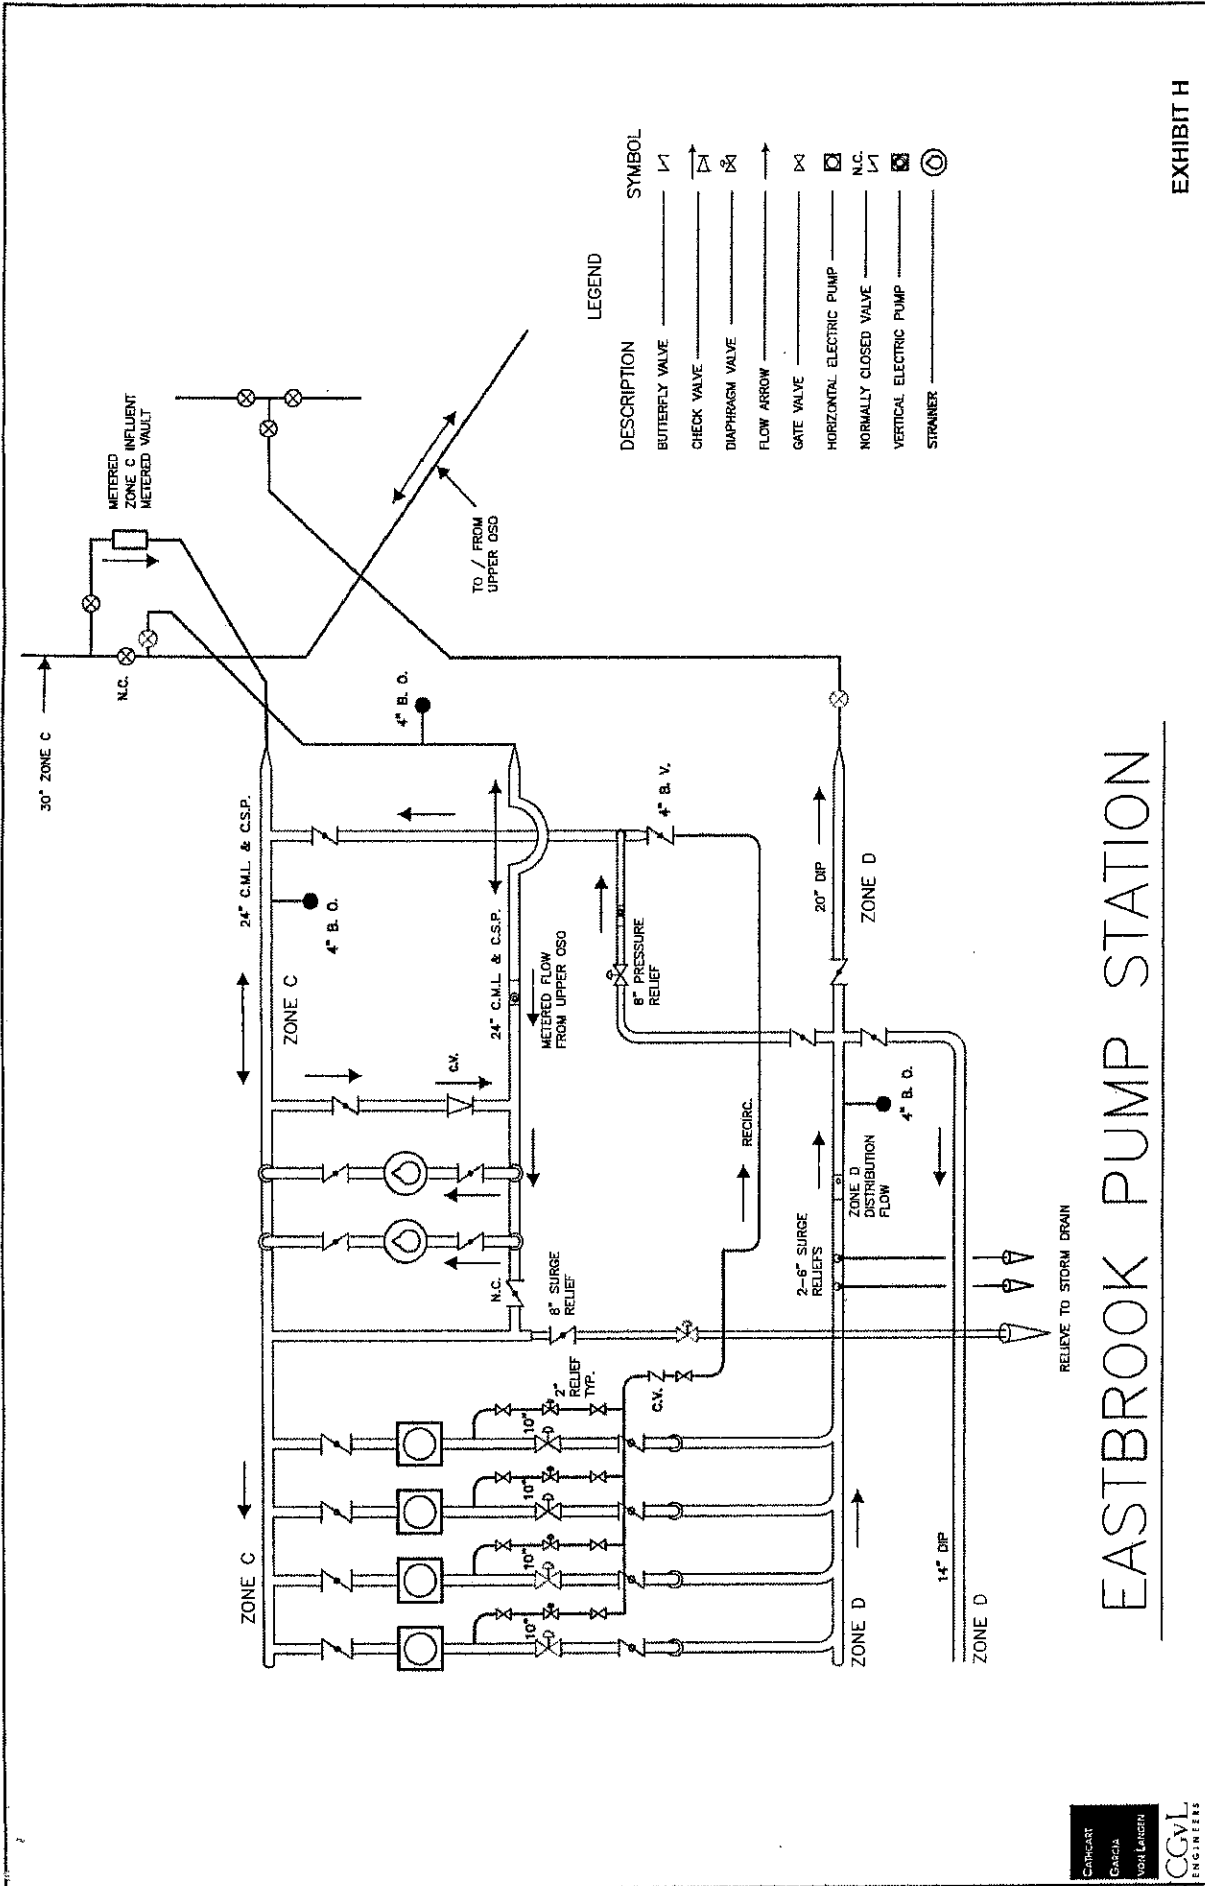 30" ZONE C
METERED
ZONE C INFLUENT
METERED VAULT
N.C.
TO / FROM
UPPER OSO
4" B. O.
24" C.M.L. & C.S.P.
4" B. O.
ZONE C
24" C.M.L. & C.S.P.
METERED FLOW
FROM UPPER OSO
C.V.
4" B. V.
8" PRESSURE
RELIEF
20" DIP
ZONE D
N.C.
8" SURGE
RELIEF
2"
RELIEF
TYP.
10"
10"
10"
10"
C.V.
RECIRC.
4" B. O.
ZONE D
DISTRIBUTION
FLOW
2-6" SURGE
RELIEFS
RELIEVE TO STORM DRAIN
ZONE C
ZONE D
14" DIP
ZONE D
LEGEND
DESCRIPTION SYMBOL
BUTTERFLY VALVE
CHECK VALVE
DIAPHRAGM VALVE
FLOW ARROW
GATE VALVE
HORIZONTAL ELECTRIC PUMP
NORMALLY CLOSED VALVE N.C.
VERTICAL ELECTRIC PUMP
STRAINER
EASTBROOK PUMP STATION
CATHCART
GARCIA
VON LANGEN
CGvL
ENGINEERS
EXHIBIT H